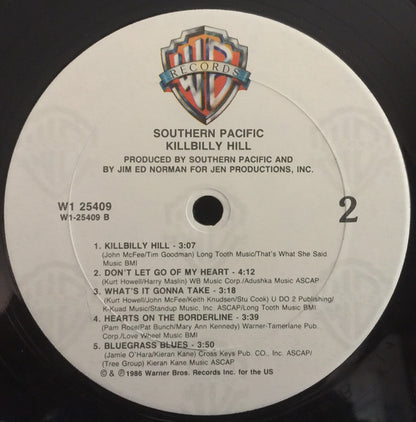 WB
RECORDS
SOUTHERN PACIFIC
KILLBILLY HILL
PRODUCED BY SOUTHERN PACIFIC AND
BY JIM ED NORMAN FOR JEN PRODUCTIONS, INC.
W1 25409
W1-25409 B
2
1. KILLBILLY HILL - 3:07
(John McFee/Tim Goodman) Long Tooth Music/That's What She Said
Music BMI
2. DON'T LET GO OF MY HEART - 4:12
(Kurt Howell/Harry Maslin) WB Music Corp./Adushka Music ASCAP
3. WHAT'S IT GONNA TAKE - 3:18
(Kurt Howell/John McFee/Keith Knudsen/Stu Cook) U DO 2 Publishing/
K-Kuad Music/Standup Music, Inc. ASCAP/Long Tooth Music BMI
4. HEARTS ON THE BORDERLINE - 3:39
(Pam Rose/Pat Bunch/Mary Ann Kennedy) Warner-Tamerlane Pub.
Corp./Love Wheel Music BMI
5. BLUEGRASS BLUES - 3:50
(Jamie O'Hara/Kieran Kane) Cross Keys Pub. CO., Inc. ASCAP/
(Tree Group) Kieran Kane Music ASCAP
© & ℗ 1986 Warner Bros. Records Inc. for the US